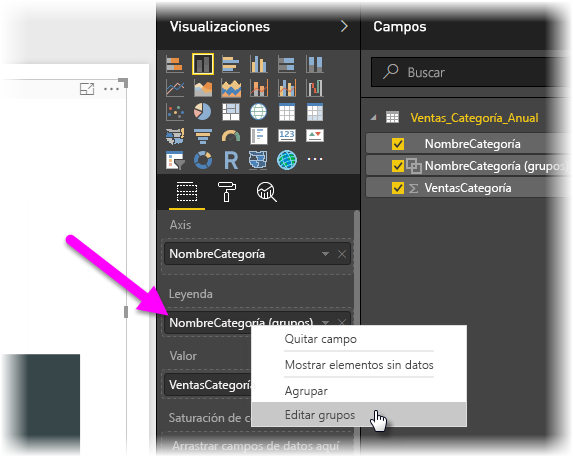 Visualizaciones
Campos
Buscar
Ventas_Categoría_Anual
NombreCategoría
NombreCategoría (grupos)
VentasCategoría
R
123
Axis
NombreCategoría
Leyenda
NombreCategoría (grupos)
Quitar campo
Valor
Mostrar elementos sin datos
VentasCategoría
Agrupar
Saturación de c
Editar grupos
Arrastrar campos de datos aquí